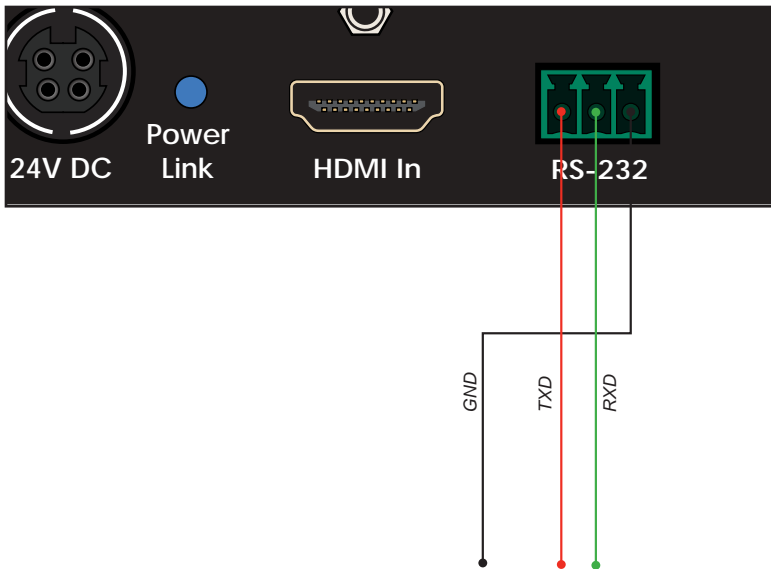 Power
24V DC
Link
HDMI In
RS-232
GND
TXD
RXD